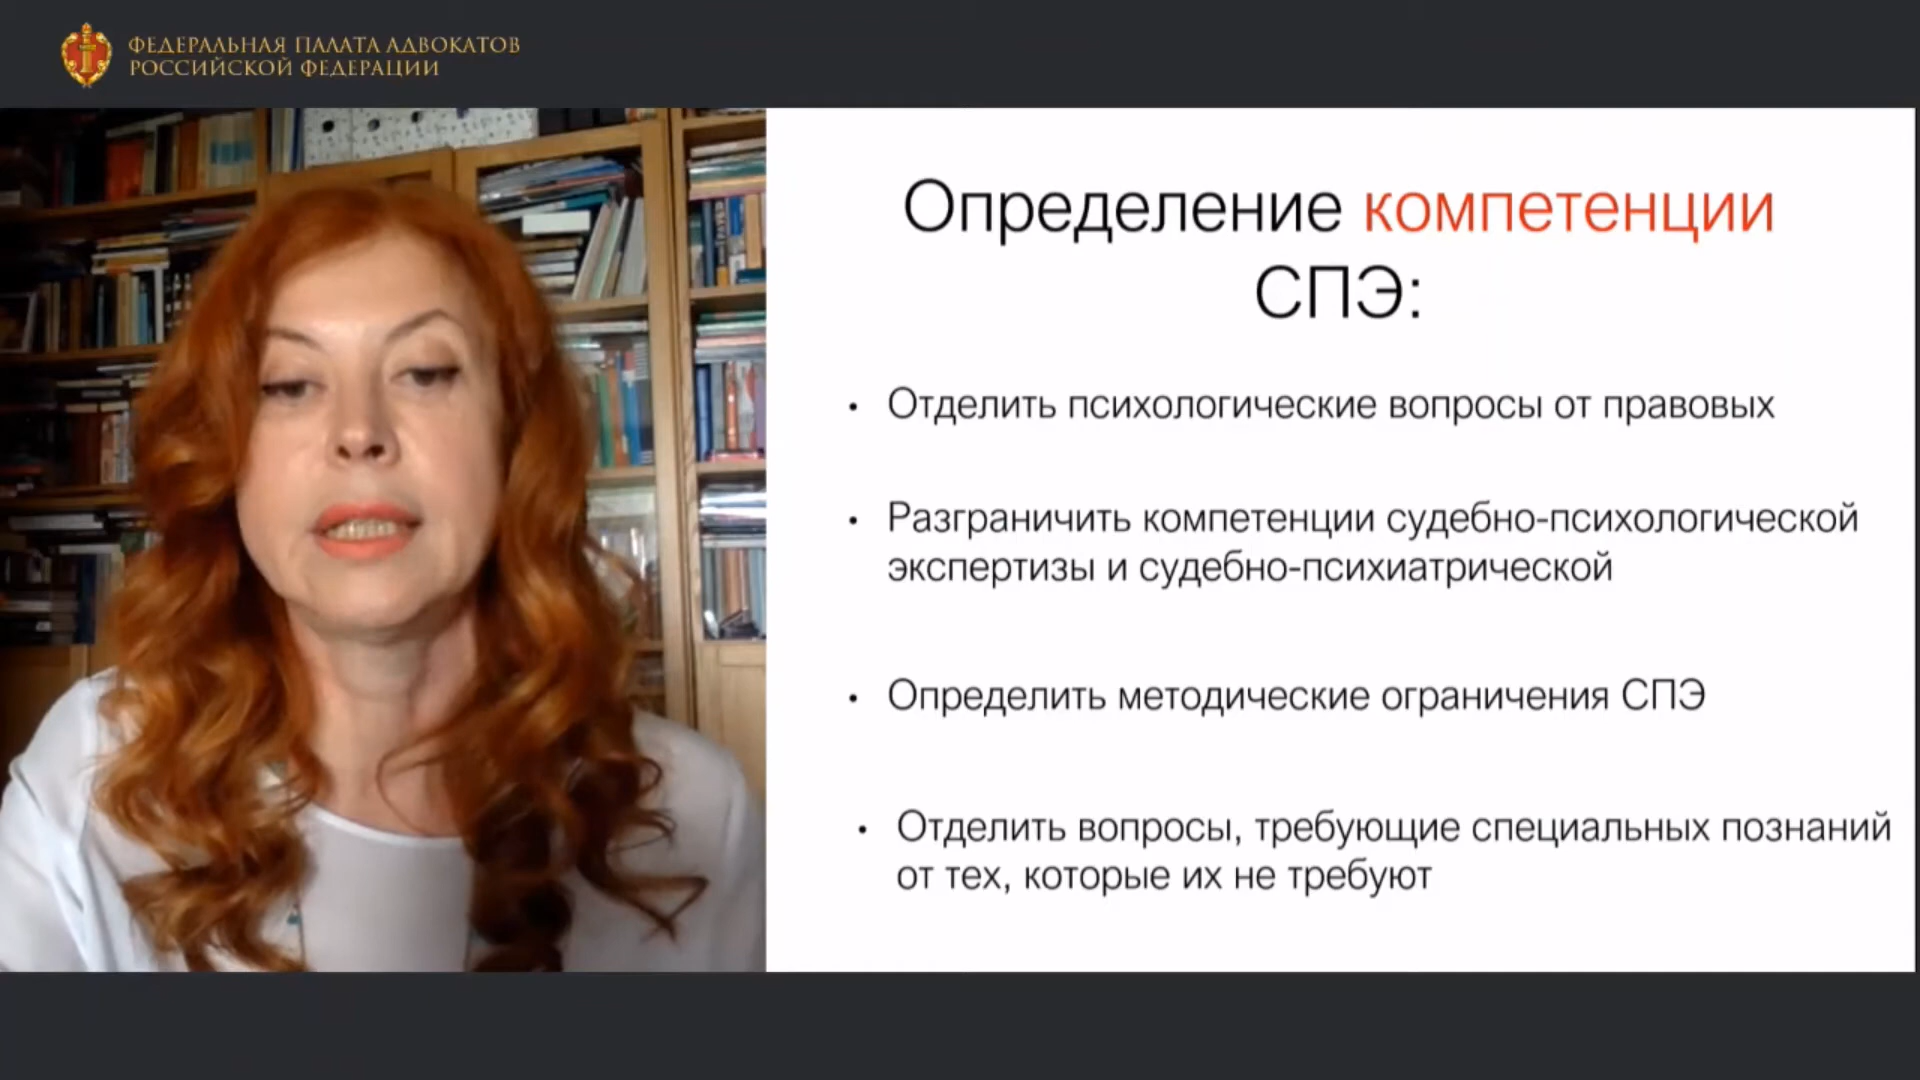 ФЕДЕРАЛЬНАЯ ПАЛАТА АДВОКАТОВ
РОССИЙСКОЙ ФЕДЕРАЦИИ
Определение компетенции
СПЭ:
• Отделить психологические вопросы от правовых
• Разграничить компетенции судебно-психологической
экспертизы и судебно-психиатрической
• Определить методические ограничения СПЭ
• Отделить вопросы, требующие специальных познаний
от тех, которые их не требуют